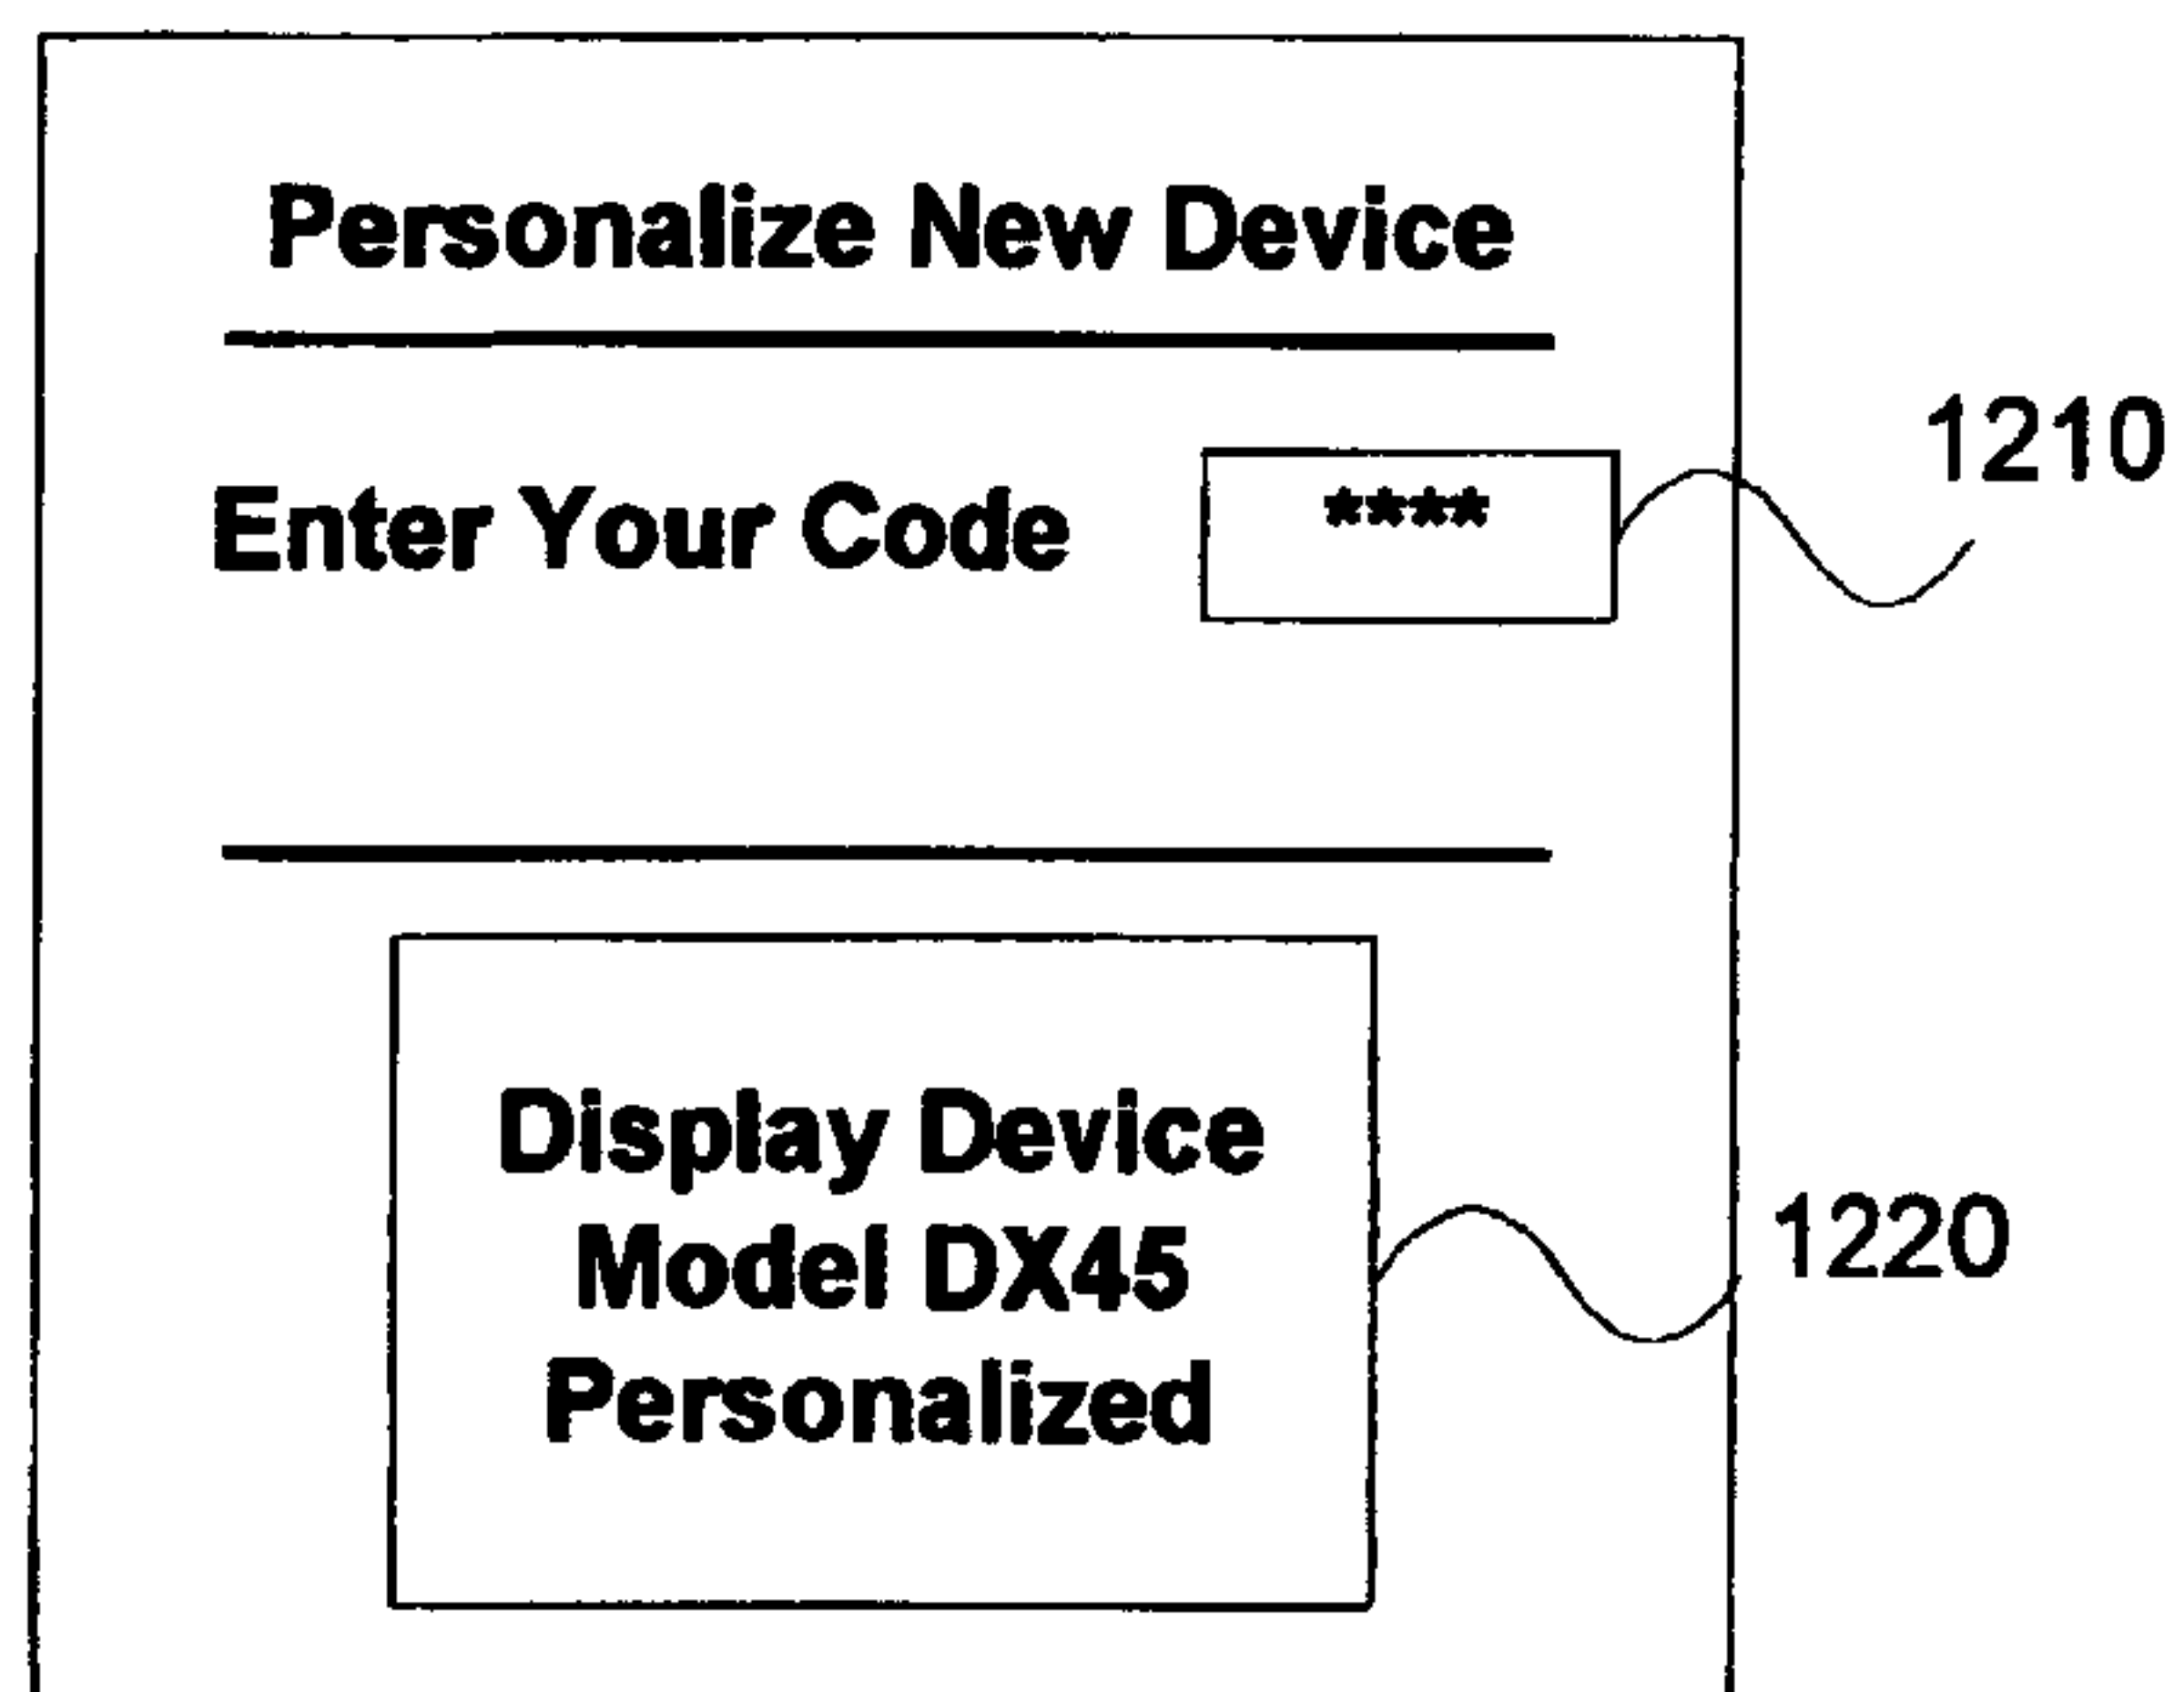 Personalize New Device
1210
Enter Your Code ****
Display Device
Model DX45
Personalized
1220